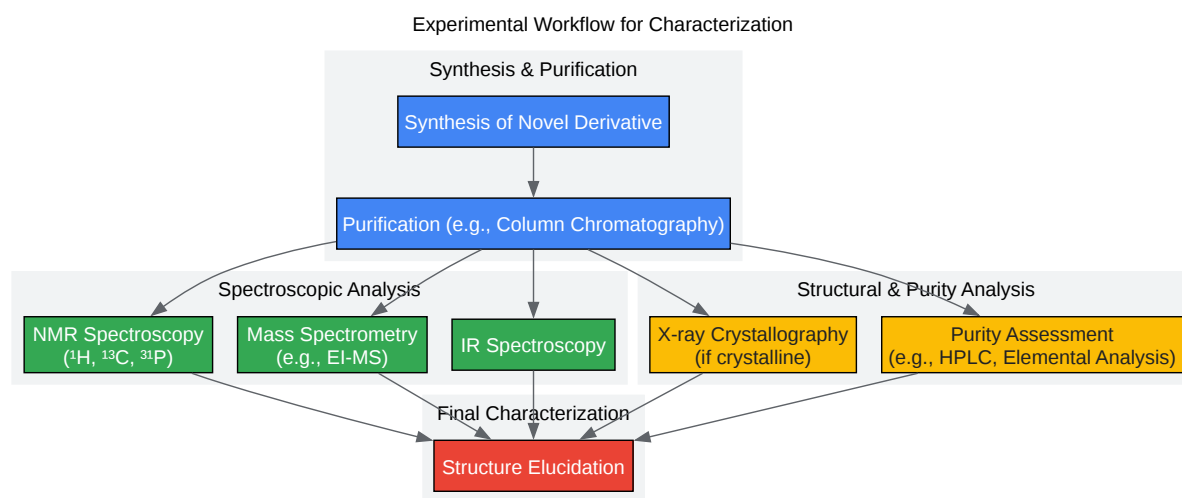 Experimental Workflow for Characterization
Synthesis & Purification
Synthesis of Novel Derivative
Purification (e.g., Column Chromatography)
Spectroscopic Analysis
Structural & Purity Analysis
NMR Spectroscopy
(¹H, ¹³C, ³¹P)
Mass Spectrometry
(e.g., EI-MS)
IR Spectroscopy
X-ray Crystallography
(if crystalline)
Purity Assessment
(e.g., HPLC, Elemental Analysis)
Final Characterization
Structure Elucidation